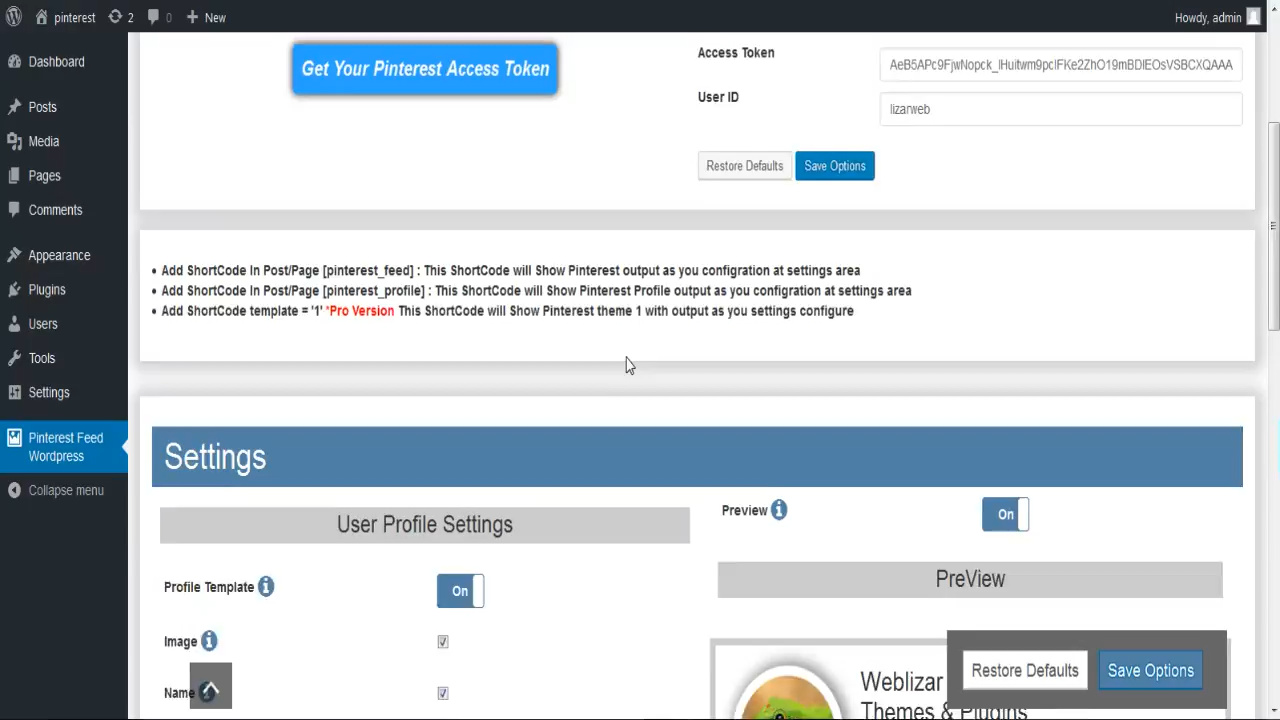 pinterest
2
0
New
Howdy, admin
Dashboard
Posts
Media
Pages
Comments
Appearance
Plugins
Users
Tools
Settings
Pinterest Feed
Wordpress
Collapse menu
Get Your Pinterest Access Token
Access Token
User ID
lizarweb
Restore Defaults
Save Options
• Add ShortCode In Post/Page [pinterest_feed] : This ShortCode will Show Pinterest output as you configration at settings area
• Add ShortCode In Post/Page [pinterest_profile] : This ShortCode will Show Pinterest Profile output as you configration at settings area
• Add ShortCode template = '1' *Pro Version This ShortCode will Show Pinterest theme 1 with output as you settings configure
Settings
User Profile Settings
Profile Template
On
Image
Name
Preview
On
PreView
Weblizar
Themes & Plugins
Restore Defaults
Save Options